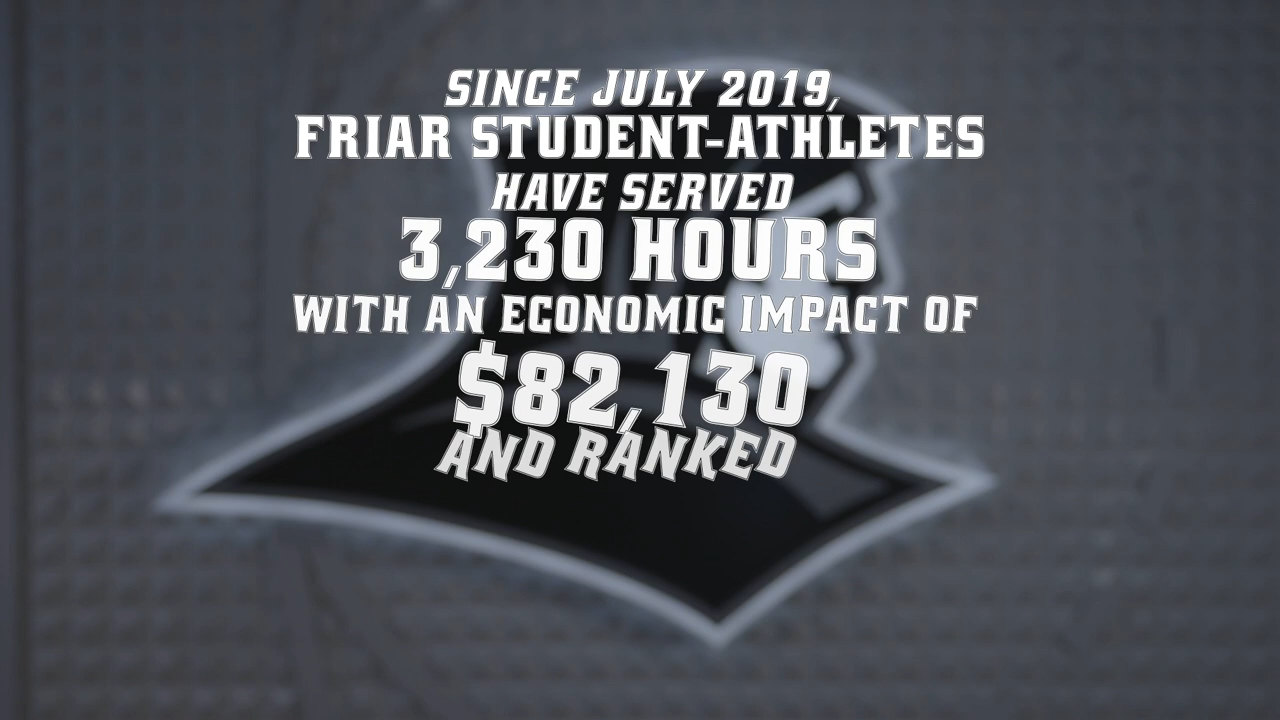 SINCE JULY 2019,
FRIAR STUDENT-ATHLETES
HAVE SERVED
3,230 HOURS
WITH AN ECONOMIC IMPACT OF
$82,130
AND RANKED